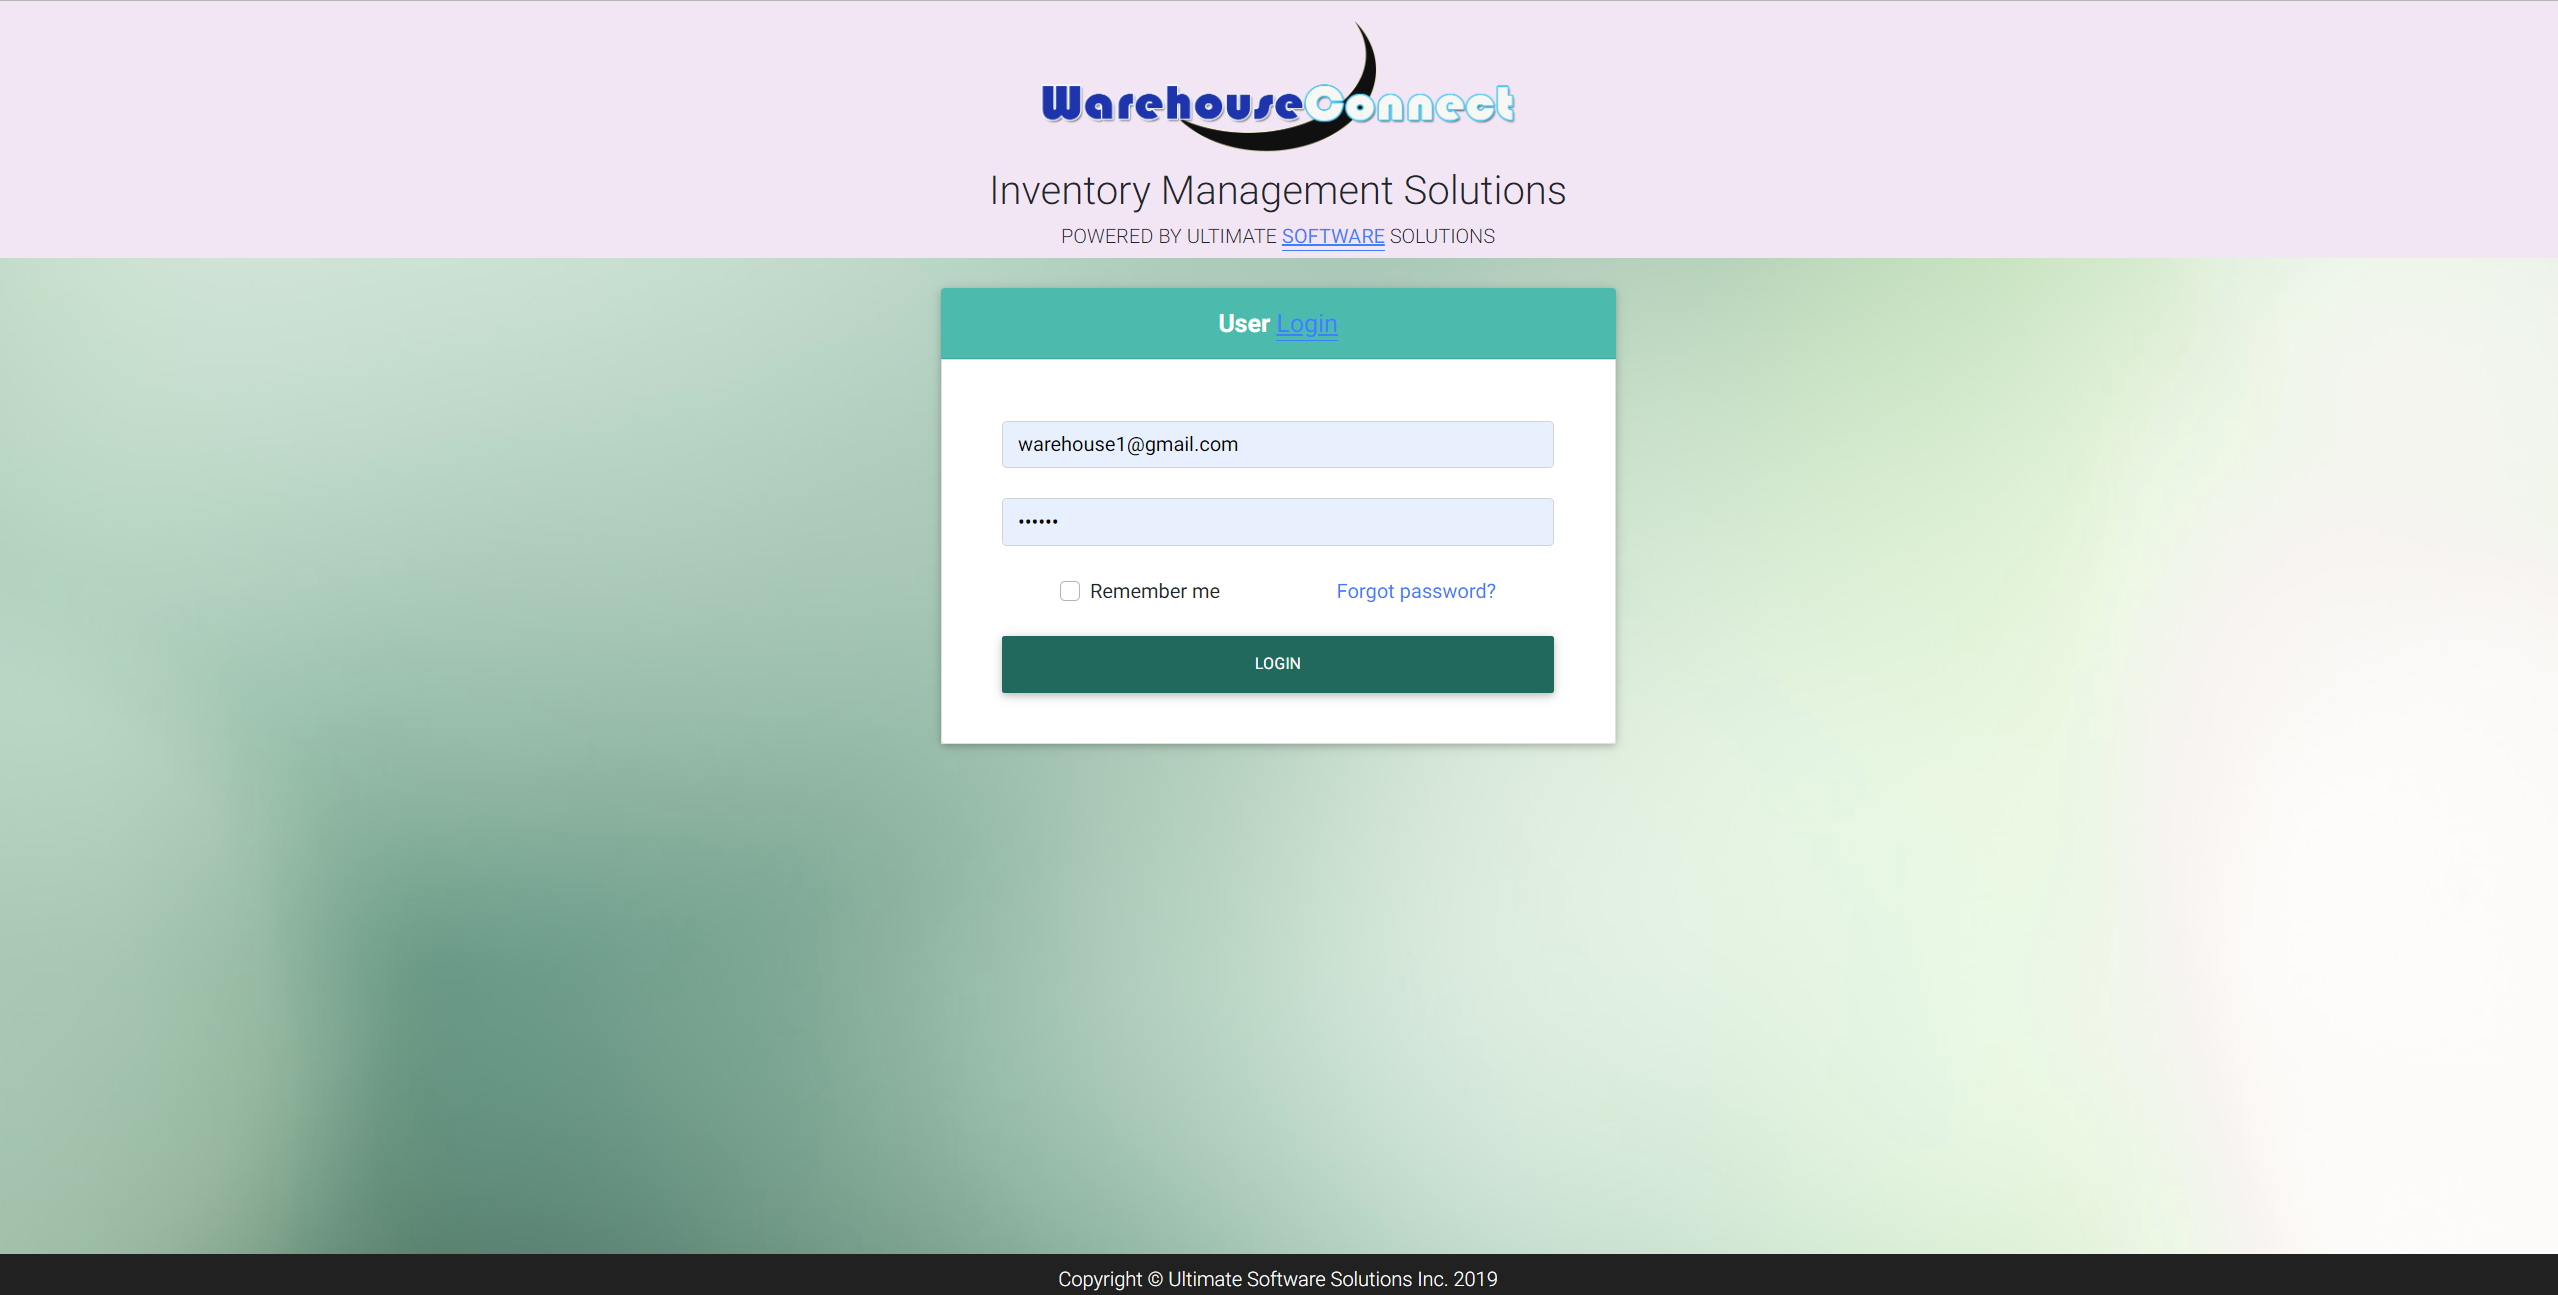 WarehouseConnect
Inventory Management Solutions
POWERED BY ULTIMATE SOFTWARE SOLUTIONS
User Login
warehouse1@gmail.com
••••••
Remember me
Forgot password?
LOGIN
Copyright © Ultimate Software Solutions Inc. 2019